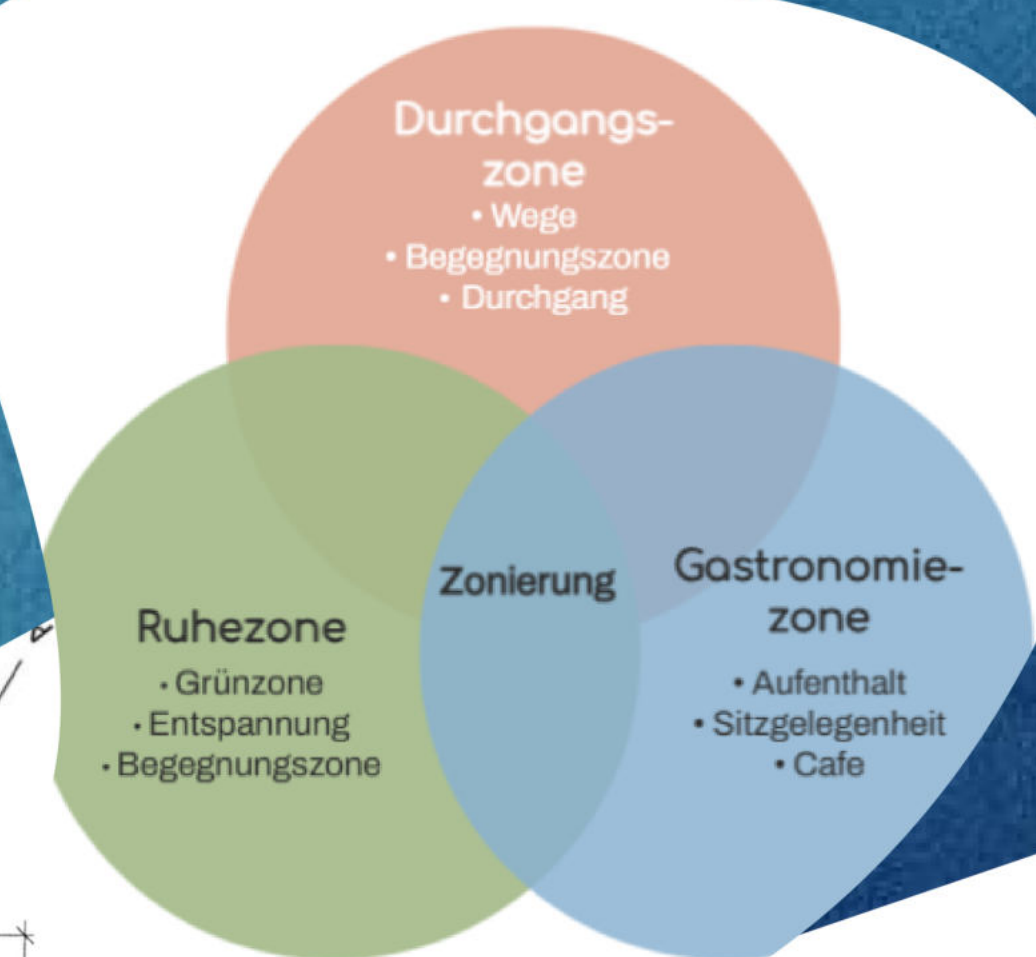 Durchgangs-
zone
• Wege
• Begegnungszone
• Durchgang
Zonierung
Gastronomie-
zone
• Aufenthalt
• Sitzgelegenheit
• Cafe
Ruhezone
• Grünzone
• Entspannung
• Begegnungszone